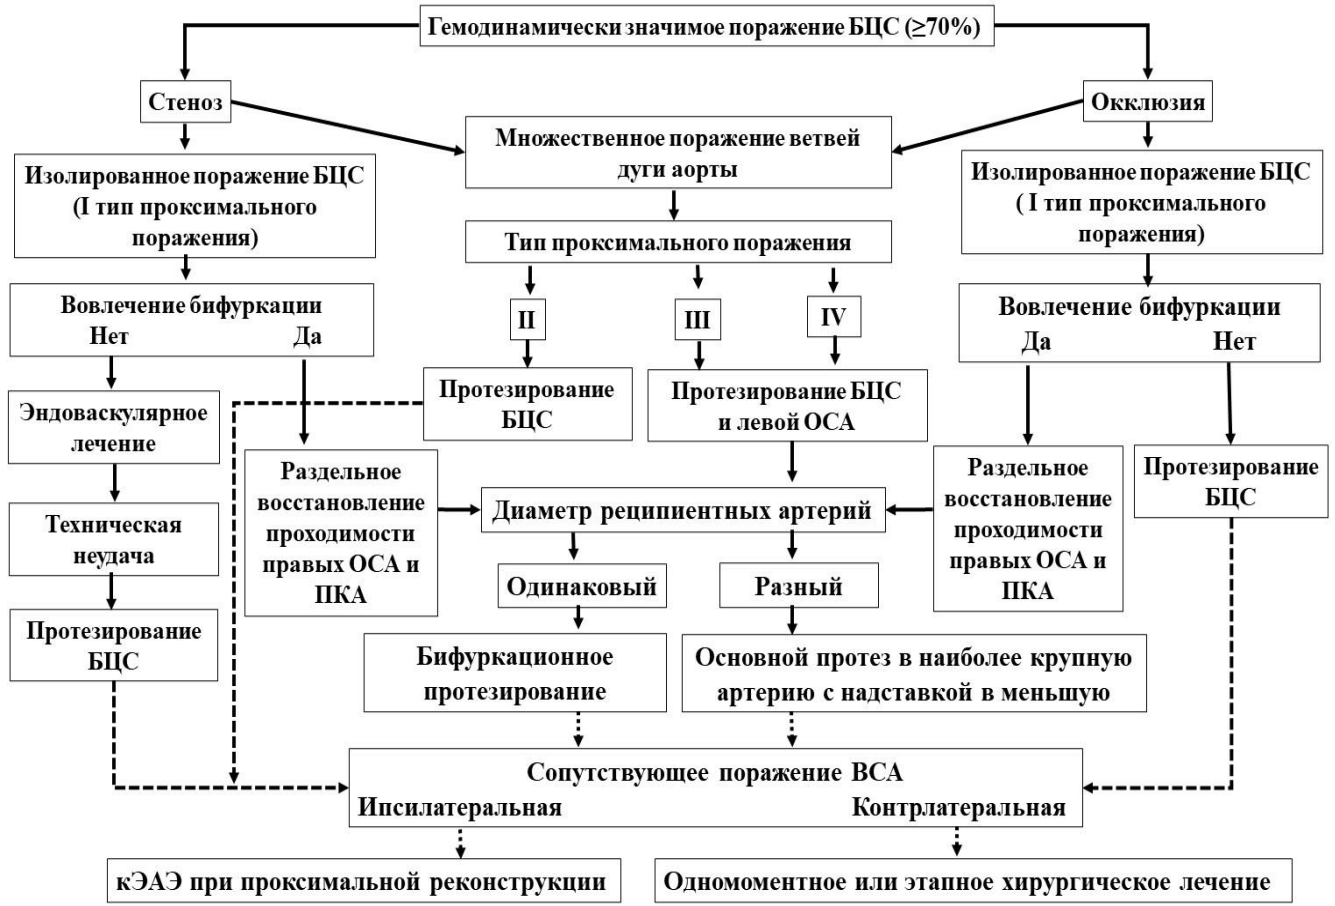 Гемодинамически значимое поражение БЦС (≥70%)
Стеноз
Окклюзия
Множественное поражение ветвей
дуги аорты
Изолированное поражение БЦС
(I тип проксимального
поражения)
Изолированное поражение БЦС
( I тип проксимального
поражения)
Тип проксимального поражения
Вовлечение бифуркации
Нет Да
II
III
IV
Вовлечение бифуркации
Да Нет
Эндоваскулярное
лечение
Протезирование
БЦС
Протезирование БЦС
и левой ОСА
Раздельное
восстановление
проходимости
правых ОСА и
ПКА
Диаметр реципиентных артерий
Раздельное
восстановление
проходимости
правых ОСА и
ПКА
Протезирование
БЦС
Техническая
неудача
Одинаковый
Разный
Протезирование
БЦС
Бифуркационное
протезирование
Основной протез в наиболее крупную
артерию с надставкой в меньшую
Сопутствующее поражение ВСА
Ипсилатеральная Контрлатеральная
кЭАЭ при проксимальной реконструкции
Одномоментное или этапное хирургическое лечение